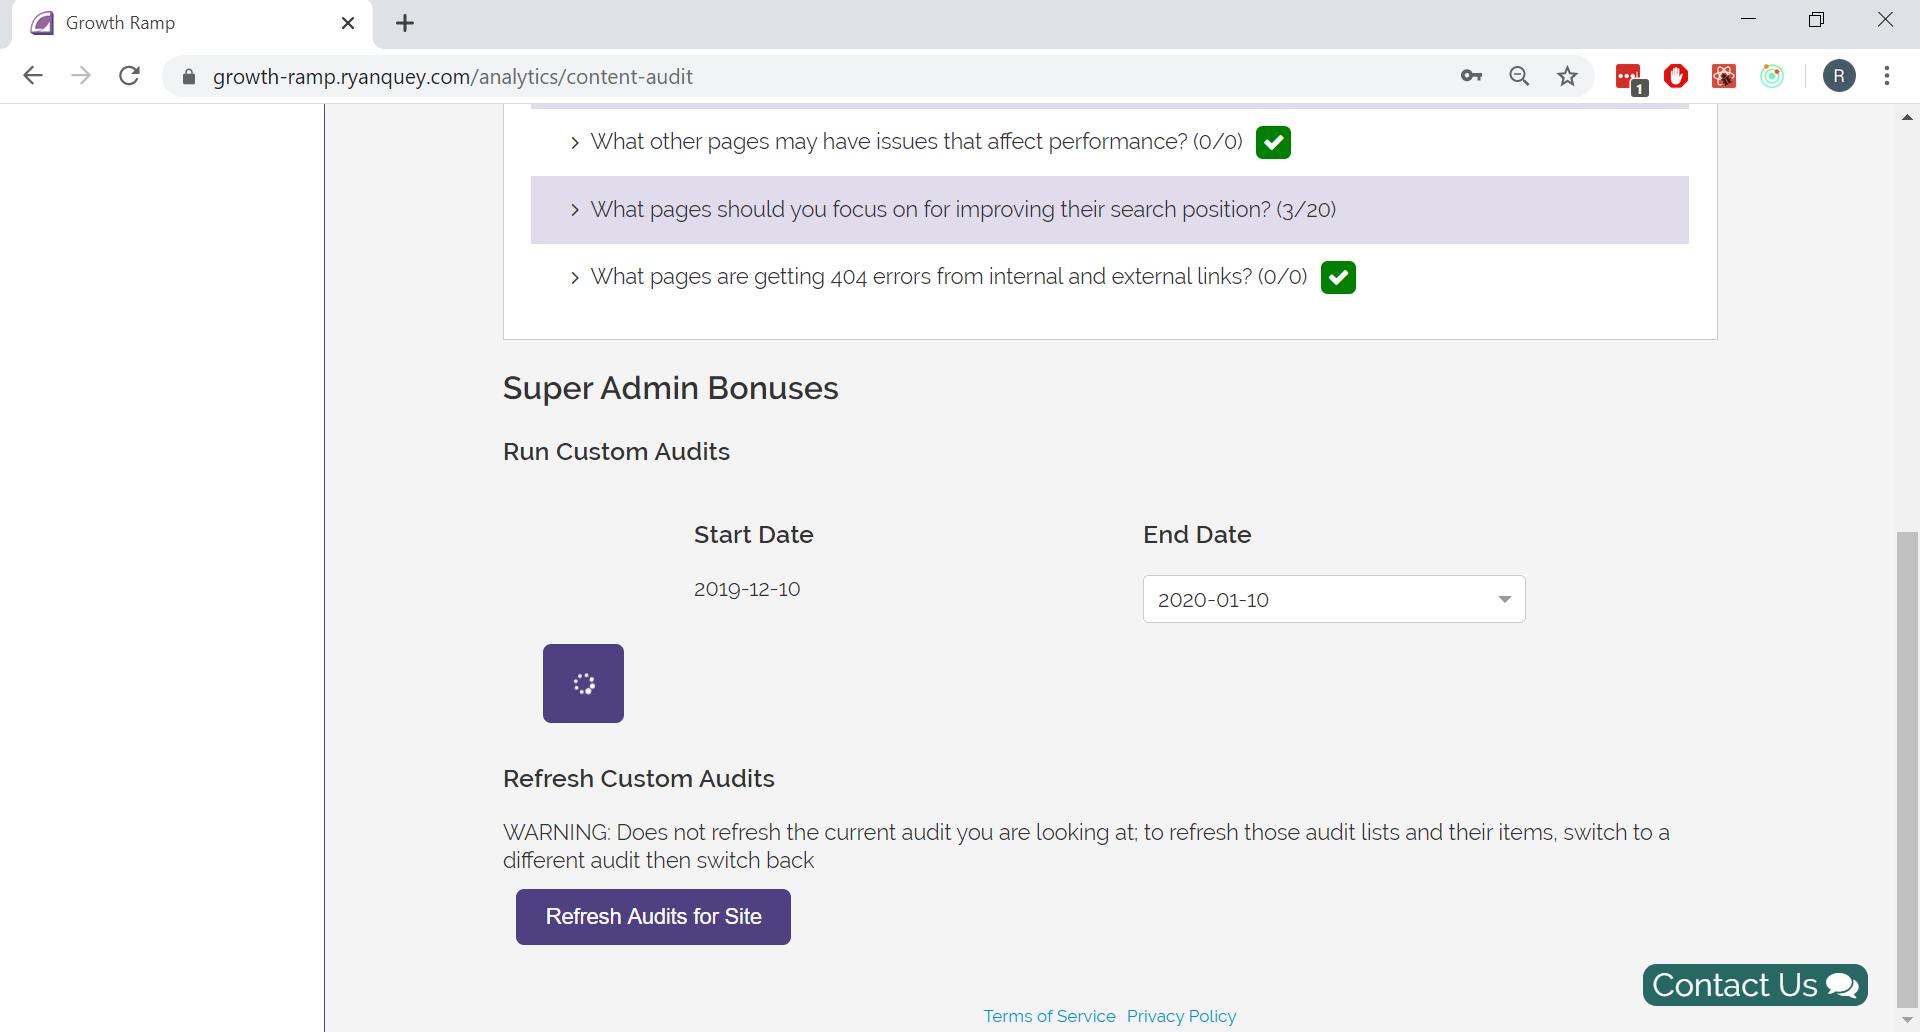 Growth Ramp
growth-ramp.ryanquey.com/analytics/content-audit
1
R
What other pages may have issues that affect performance? (0/0)
What pages should you focus on for improving their search position? (3/20)
What pages are getting 404 errors from internal and external links? (0/0)
Super Admin Bonuses
Run Custom Audits
Start Date
End Date
2019-12-10
2020-01-10
Refresh Custom Audits
WARNING: Does not refresh the current audit you are looking at; to refresh those audit lists and their items, switch to a
different audit then switch back
Refresh Audits for Site
Contact Us
Terms of Service Privacy Policy